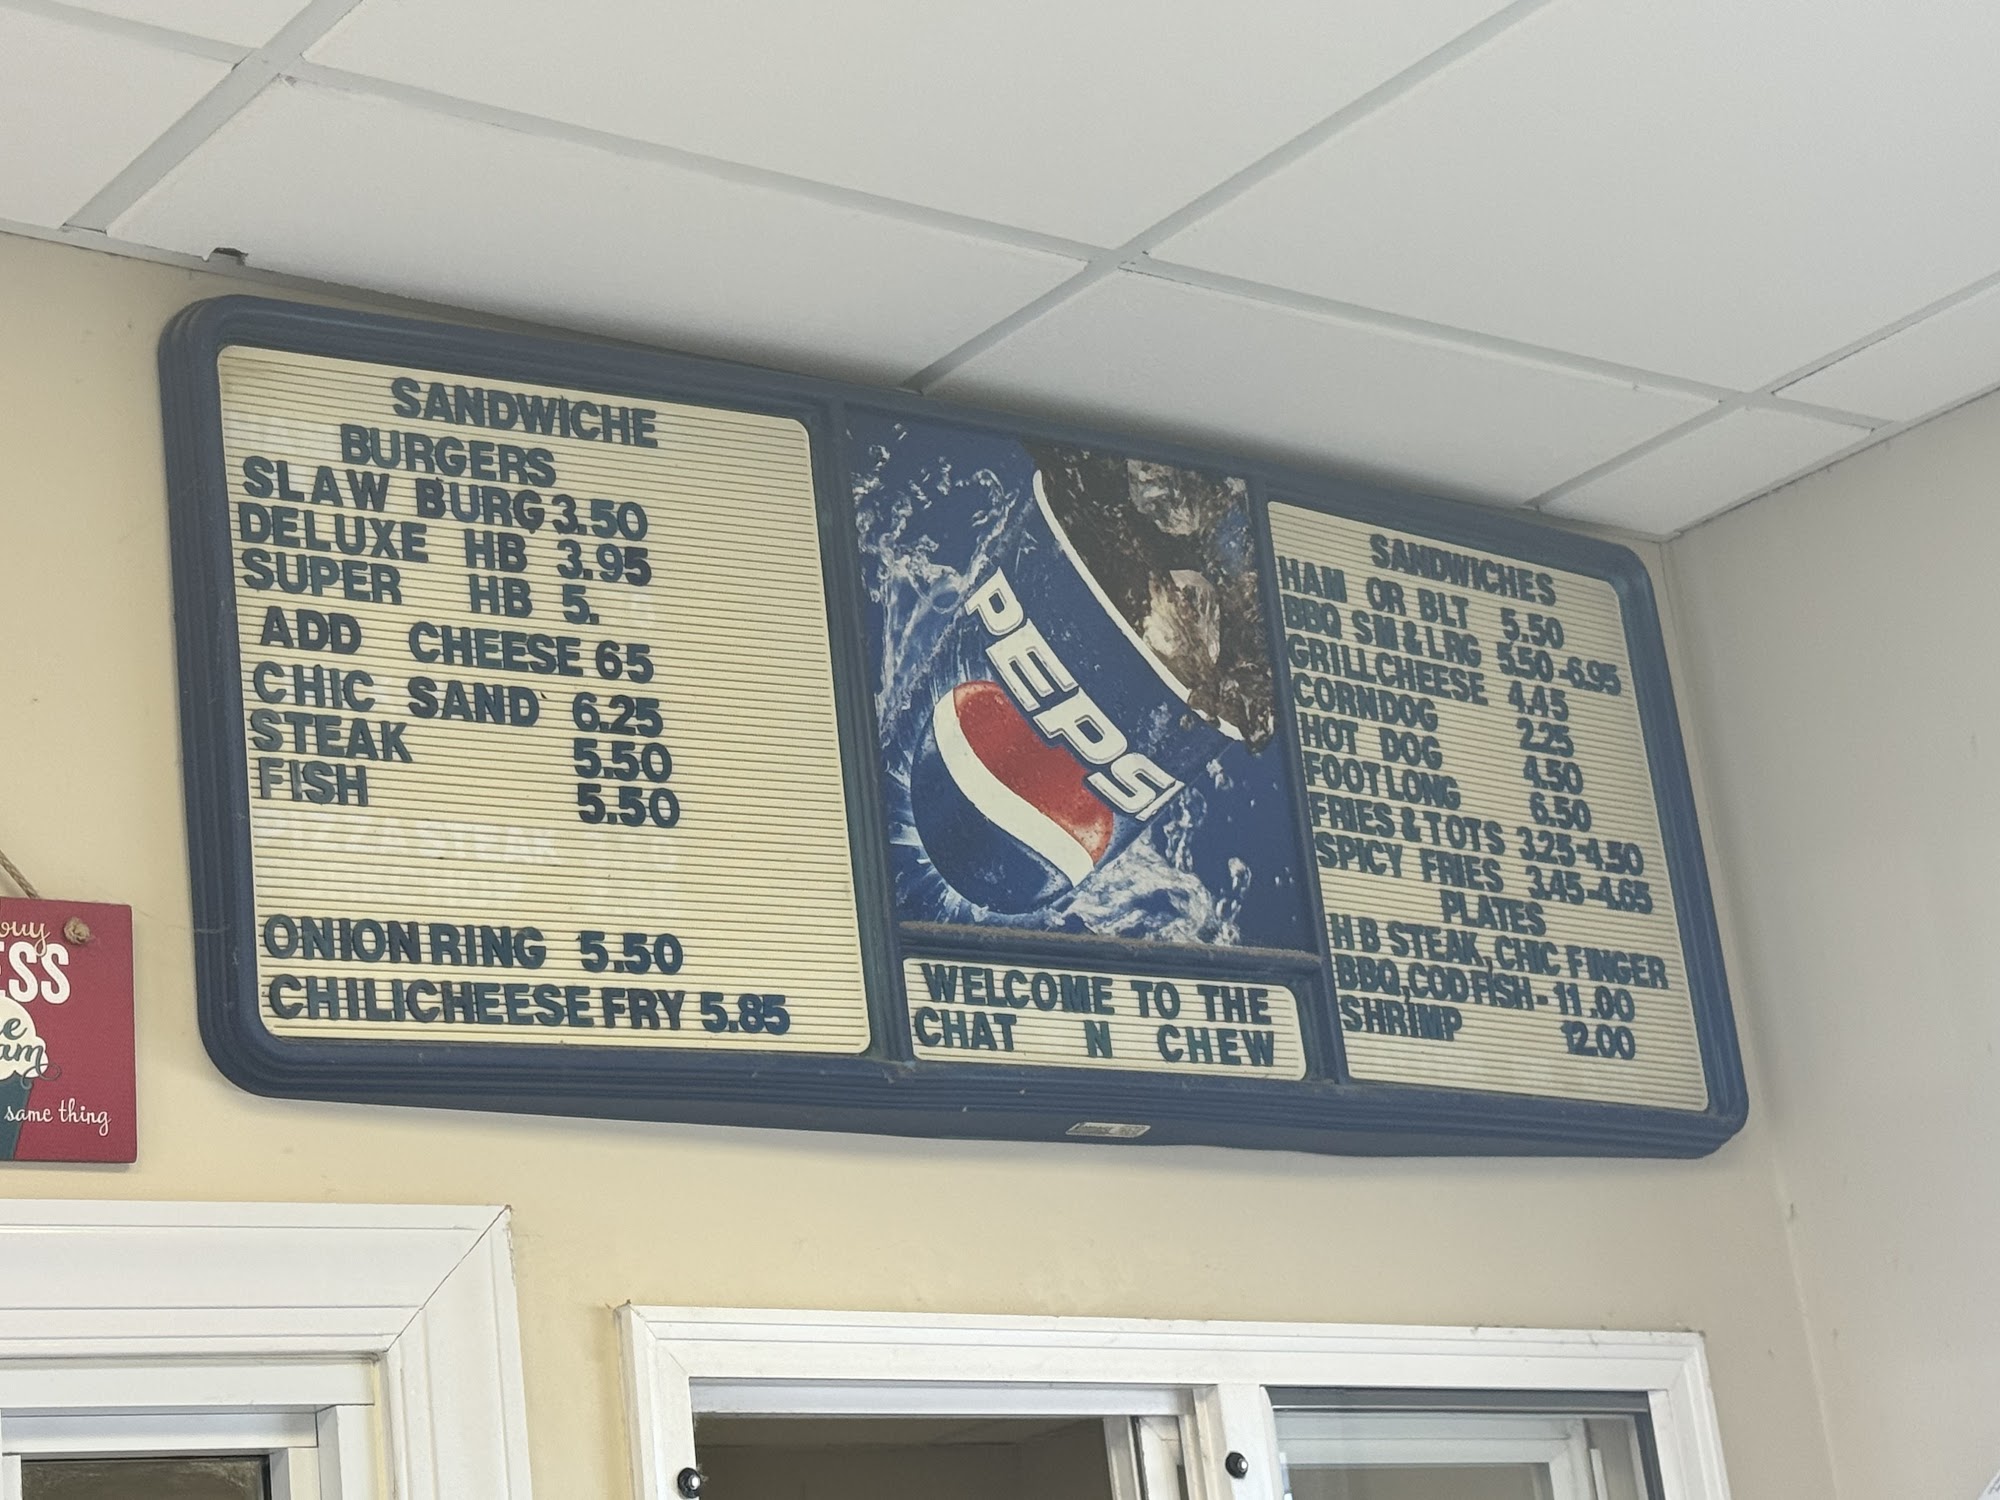 SANDWICHE
BURGERS
SLAW BURG 3.50
DELUXE HB 3.95
SUPER HB 5.
ADD CHEESE 65
CHIC SAND 6.25
STEAK 5.50
FISH 5.50
ONION RING 5.50
CHILICHEESE FRY 5.85
PEPSI
WELCOME TO THE
CHAT N CHEW
SANDWICHES
HAM OR BLT 5.50
BBQ SM & LRG 5.50-6.95
GRILLCHEESE 4.45
CORNDOG 2.25
HOT DOG 4.50
FOOTLONG 6.50
FRIES & TOTS 3.25-4.50
SPICY FRIES 3.45-4.65
PLATES
HB STEAK, CHIC FINGER
BBQ, CODFISH - 11.00
SHRIMP 12.00
same thing